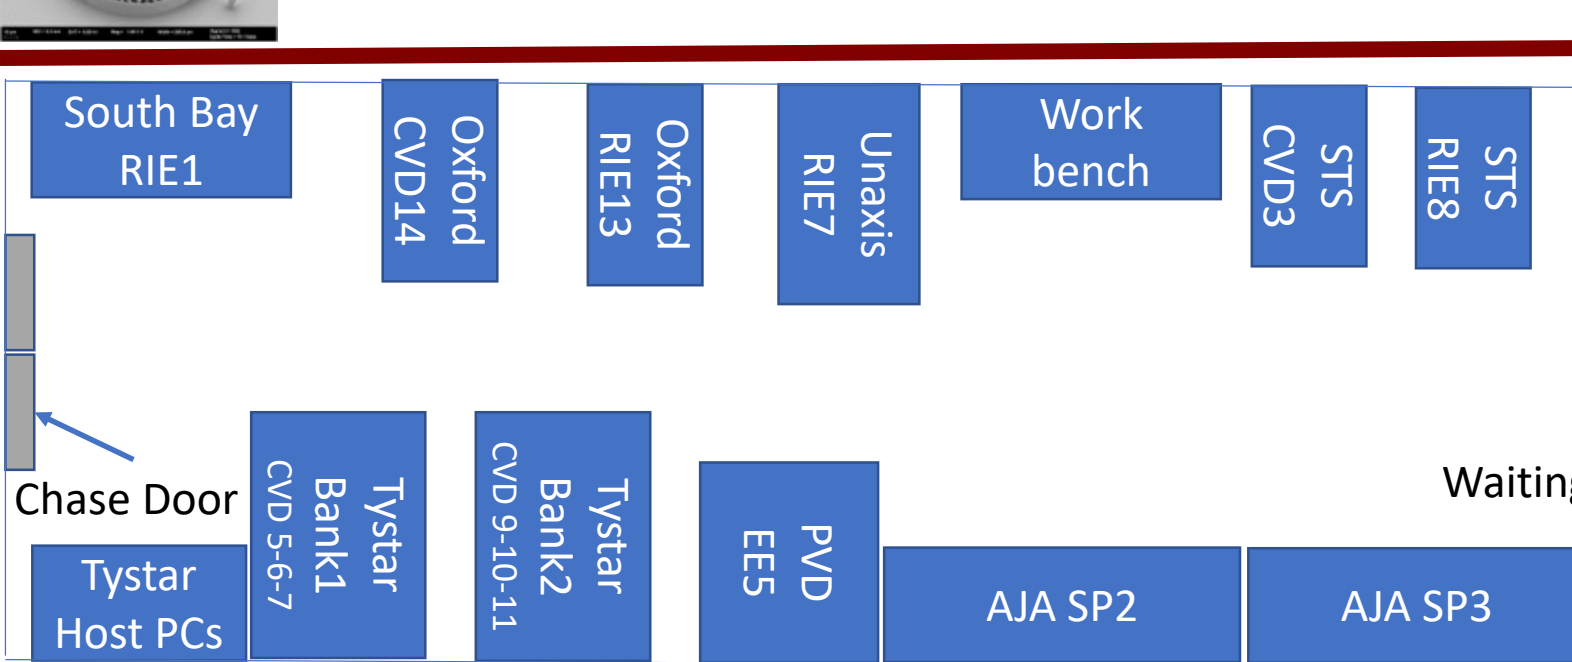 South Bay
RIE1
Oxford
CVD14
Oxford
RIE13
Unaxis
RIE7
Work
bench
STS
CVD3
STS
RIE8
Chase Door
Tystar
Host PCs
Tystar
Bank1
CVD 5-6-7
Tystar
Bank2
CVD 9-10-11
PVD
EE5
AJA SP2
AJA SP3
Waiting